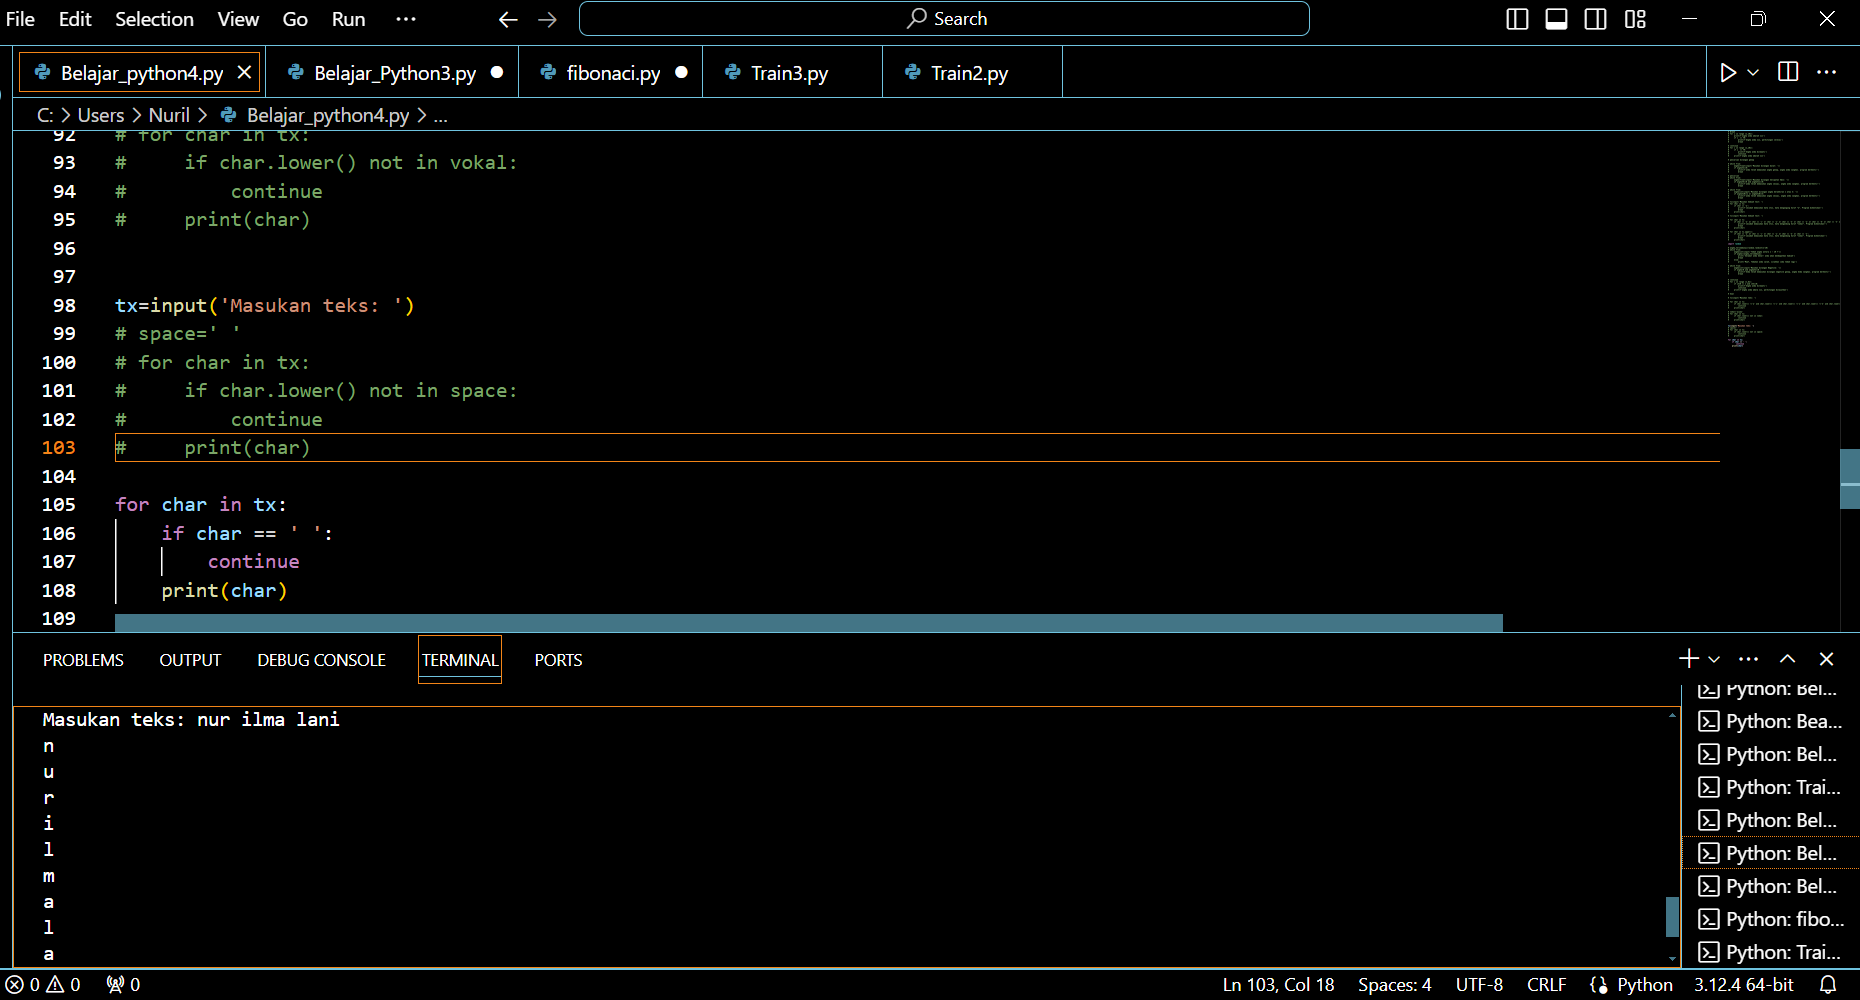 File Edit Selection View Go Run ··· Search
Belajar_python4.py Belajar_Python3.py fibonaci.py Train3.py Train2.py
C: > Users > Nuril > Belajar_python4.py > ...
92 # for char in tx:
93 #     if char.lower() not in vokal:
94 #         continue
95 #     print(char)
96
97
98 tx=input('Masukan teks: ')
99 # space=' '
100 # for char in tx:
101 #     if char.lower() not in space:
102 #         continue
103 #     print(char)
104
105 for char in tx:
106     if char == ' ':
107         continue
108     print(char)
109
PROBLEMS OUTPUT DEBUG CONSOLE TERMINAL PORTS
Masukan teks: nur ilma lani
n
u
r
i
l
m
a
l
a
Python: Bel...
Python: Bea...
Python: Bel...
Python: Trai...
Python: Bel...
Python: Bel...
Python: Bel...
Python: fibo...
Python: Trai...
0 0 0 Ln 103, Col 18 Spaces: 4 UTF-8 CRLF Python 3.12.4 64-bit